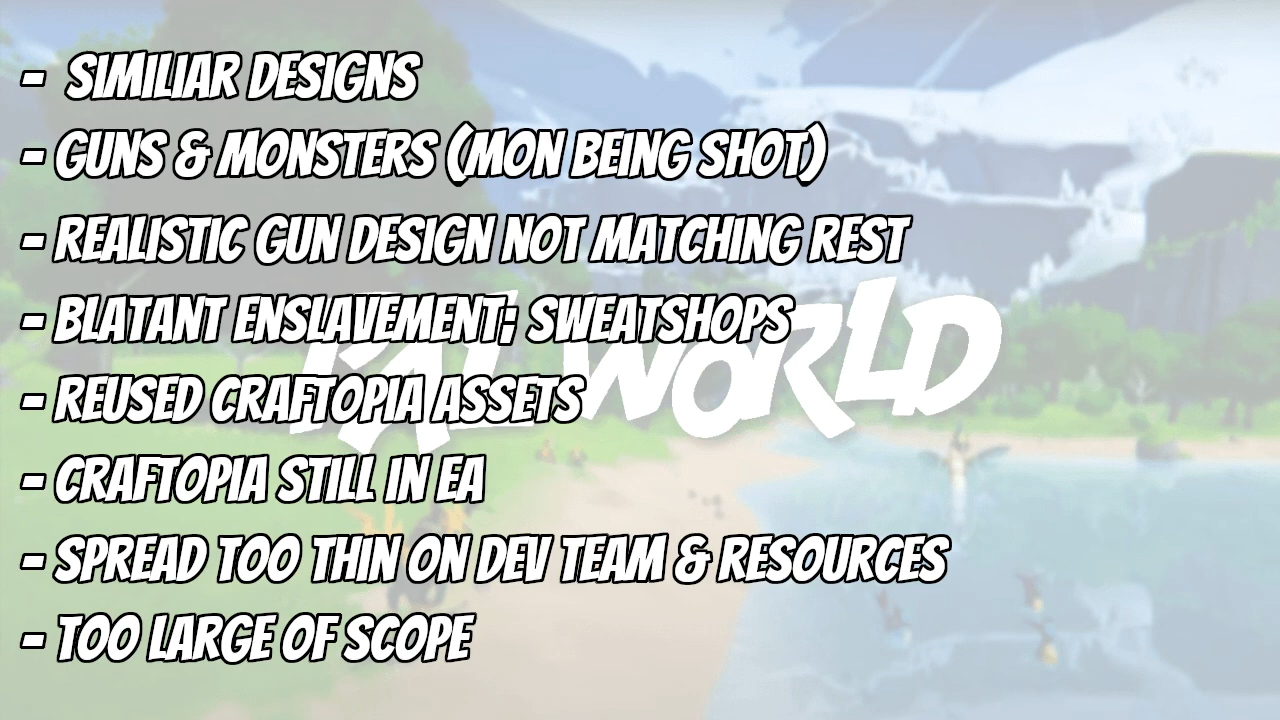 - SIMILIAR DESIGNS
- GUNS & MONSTERS (MON BEING SHOT)
- REALISTIC GUN DESIGN NOT MATCHING REST
- BLATANT ENSLAVEMENT; SWEATSHOPS
PALWORLD
- REUSED CRAFTOPIA ASSETS
- CRAFTOPIA STILL IN EA
- SPREAD TOO THIN ON DEV TEAM & RESOURCES
- TOO LARGE OF SCOPE